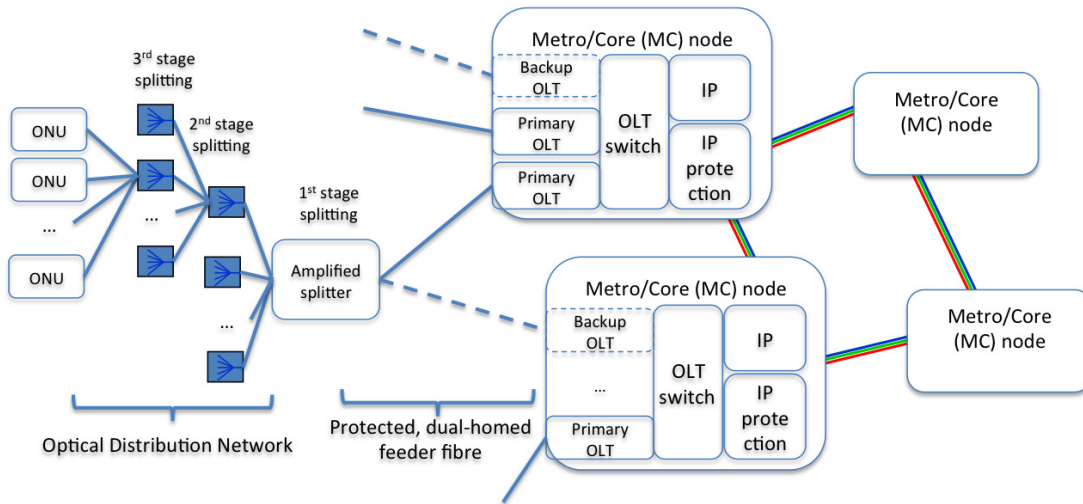 3rd stage
splitting
ONU
ONU
...
ONU
...
2nd stage
splitting
...
1st stage
splitting
Amplified
splitter
Optical Distribution Network
Protected, dual-homed
feeder fibre
Metro/Core (MC) node
Backup
OLT
Primary
OLT
Primary
OLT
OLT
switch
IP
IP
prote
ction
Metro/Core (MC) node
Backup
OLT
...
Primary
OLT
OLT
switch
IP
IP
prote
ction
Metro/Core
(MC) node
Metro/Core
(MC) node